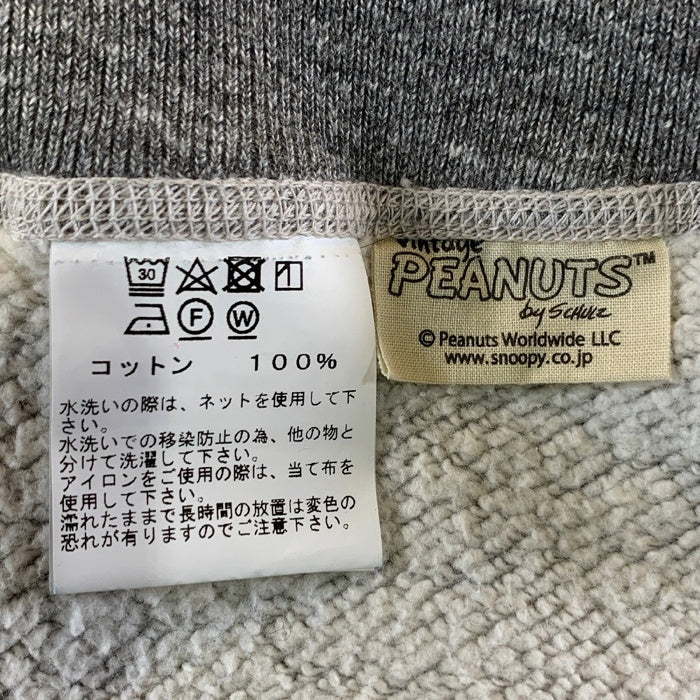 30
F W
コットン 100%
水洗いの際は、ネットを使用して下
さい。
水洗いでの移染防止の為、他の物と
分けて洗濯して下さい。
アイロンをご使用の際は、当て布を
使用して下さい。
濡れたままで長時間の放置は変色の
恐れが有りますのでご注意下さい。
Vintage
PEANUTS™
by SCHULZ
© Peanuts Worldwide LLC
www.snoopy.co.jp